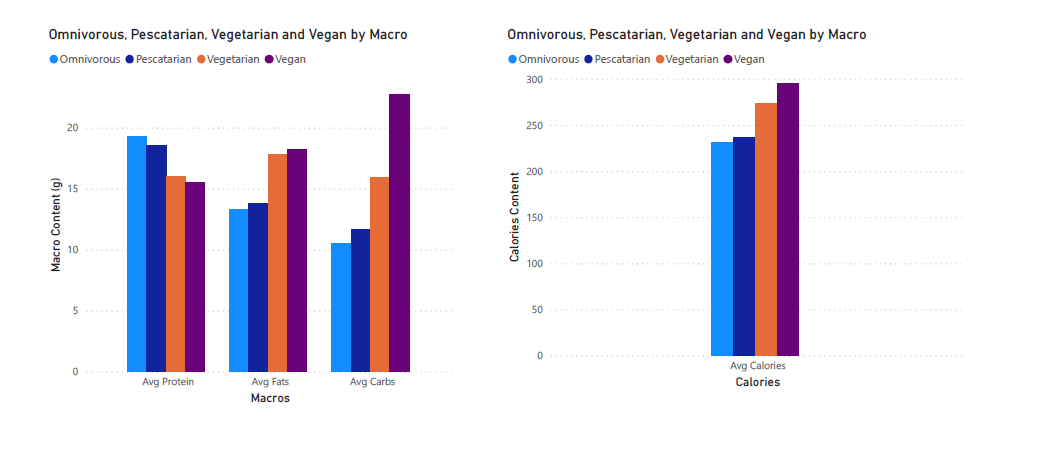 Omnivorous, Pescatarian, Vegetarian and Vegan by Macro
Omnivorous Pescatarian Vegetarian Vegan
Macro Content (g)
20
15
10
5
0
Avg Protein Avg Fats Avg Carbs
Macros
Omnivorous, Pescatarian, Vegetarian and Vegan by Macro
Omnivorous Pescatarian Vegetarian Vegan
Calories Content
300
250
200
150
100
50
0
Avg Calories
Calories